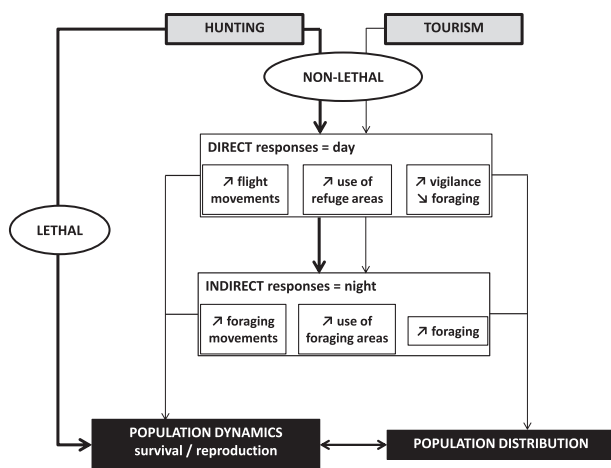 HUNTING
TOURISM
NON-LETHAL
DIRECT responses = day
↗ flight
movements
↗ use of
refuge areas
↗ vigilance
↘ foraging
LETHAL
INDIRECT responses = night
↗ foraging
movements
↗ use of
foraging areas
↗ foraging
POPULATION DYNAMICS
survival / reproduction
POPULATION DISTRIBUTION